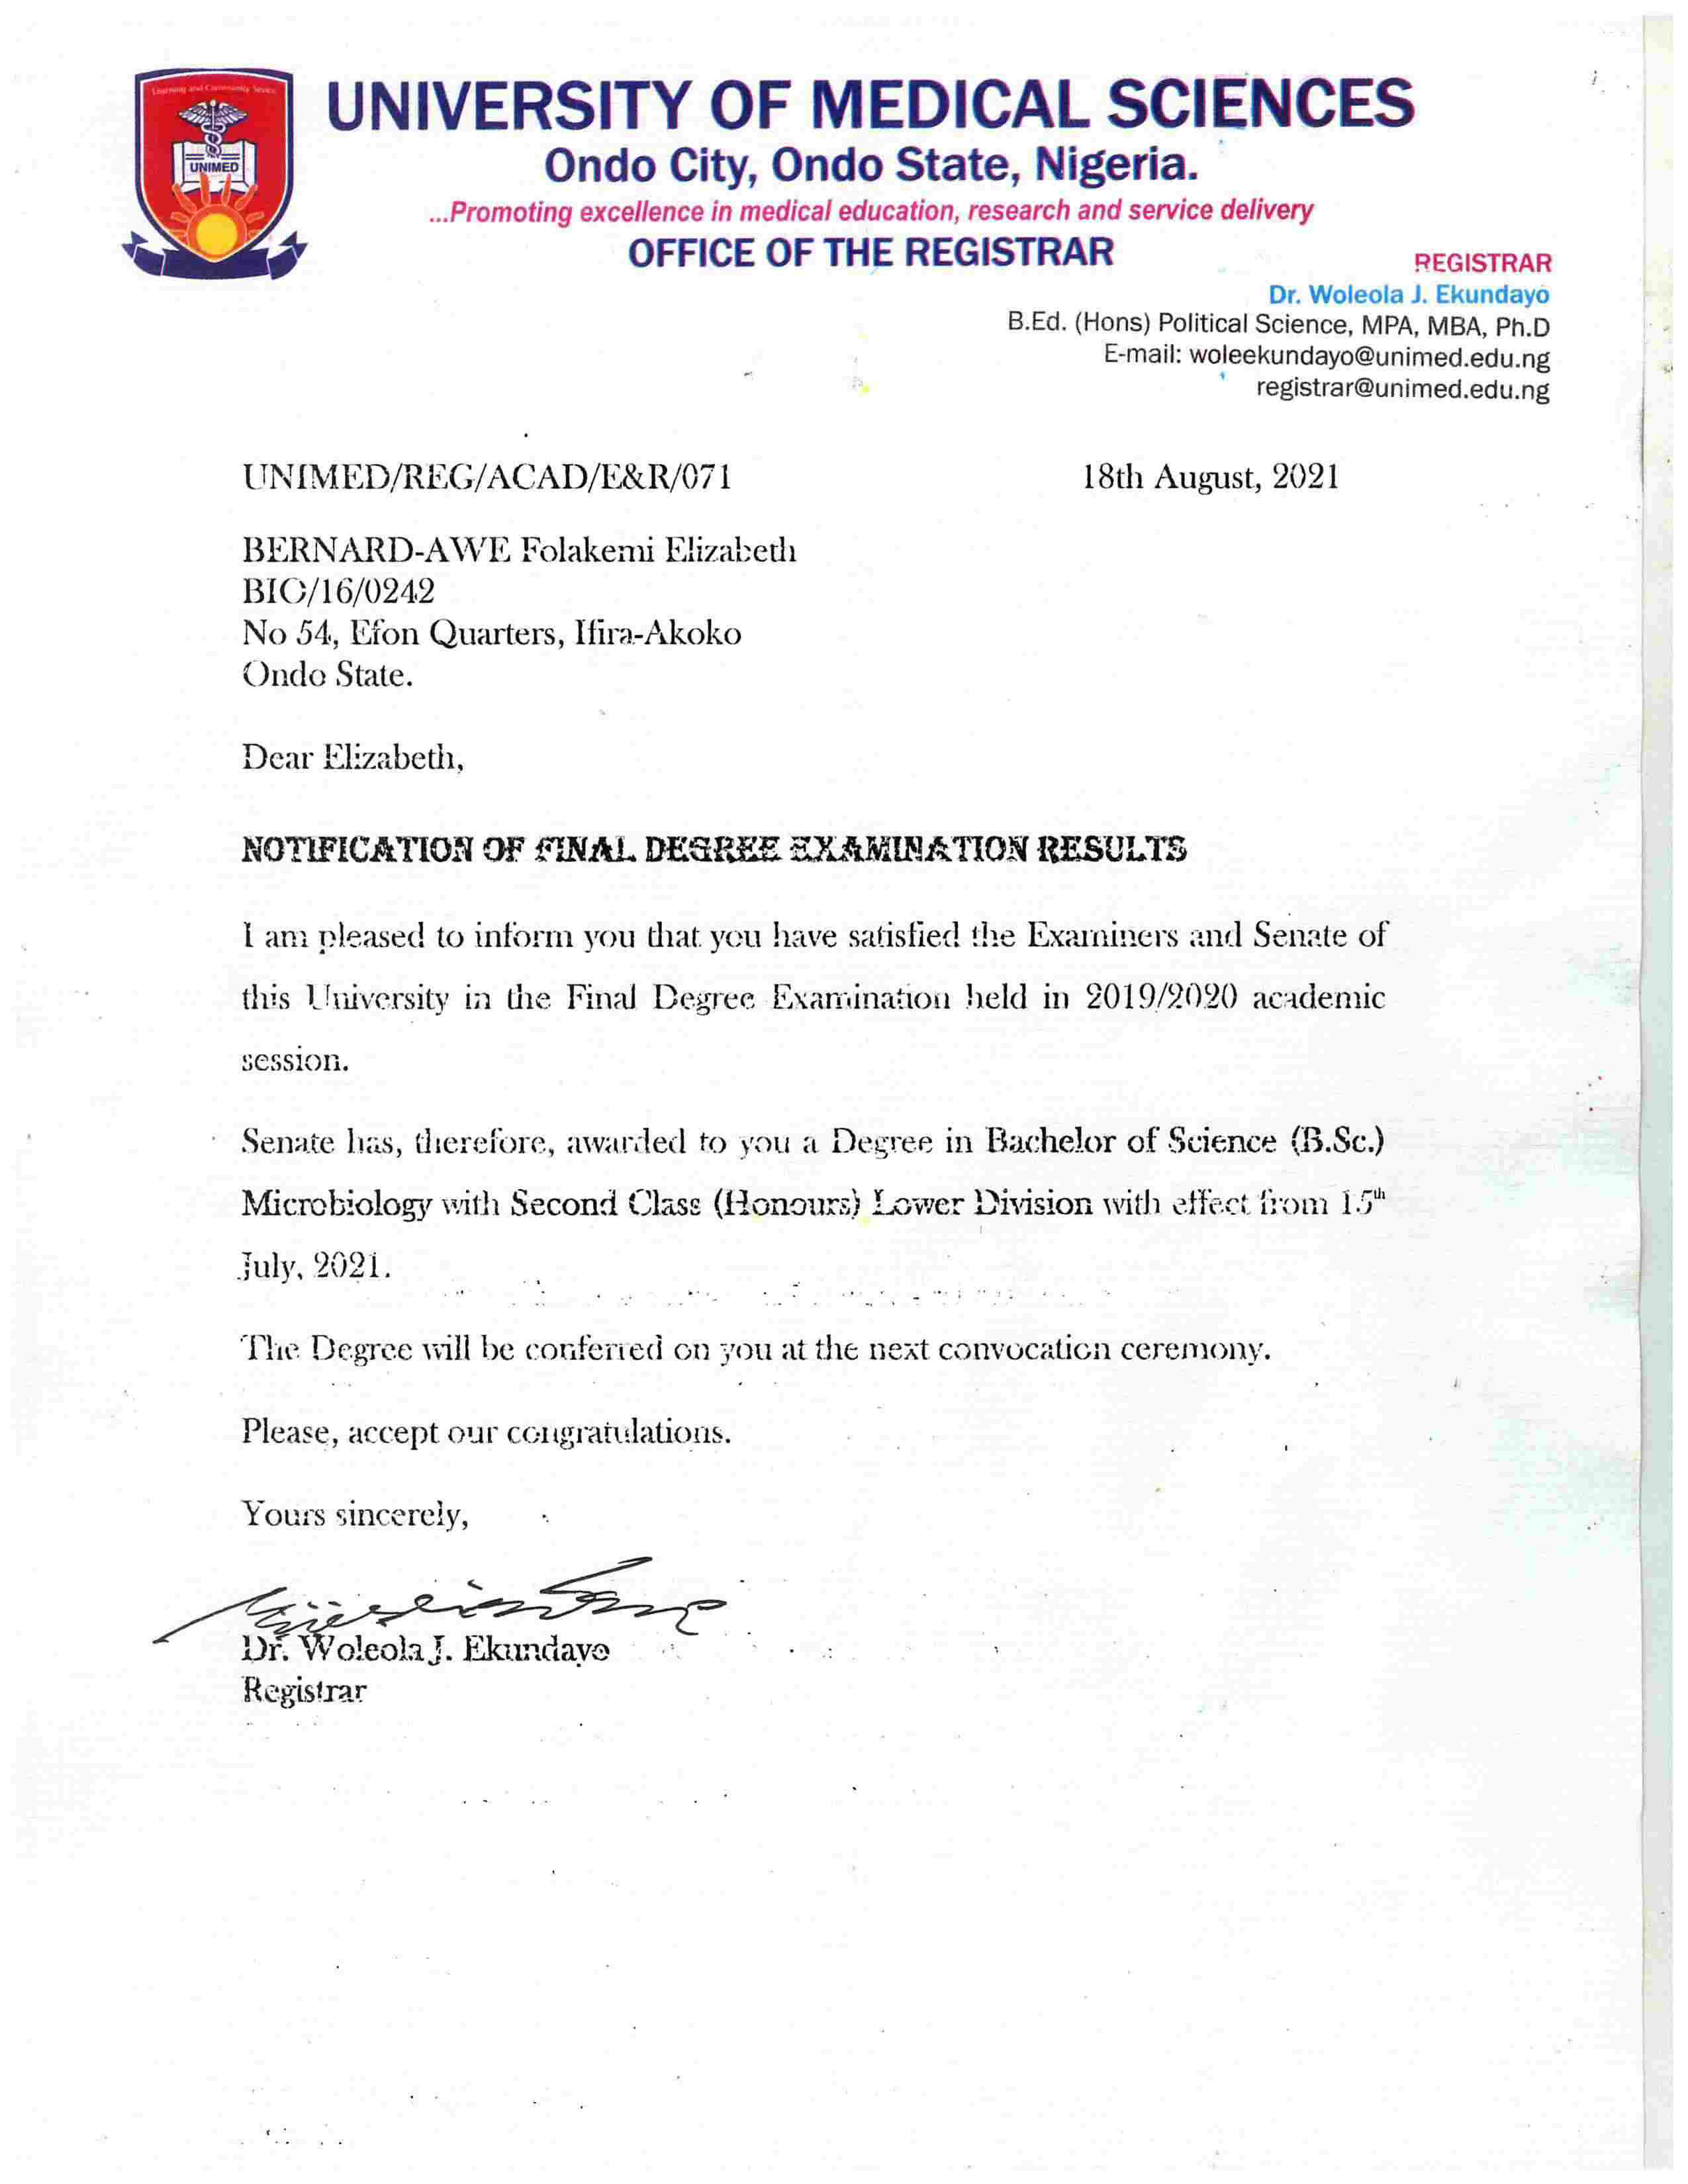 Learning and Community Service
UNIMED
UNIVERSITY OF MEDICAL SCIENCES
Ondo City, Ondo State, Nigeria.
...Promoting excellence in medical education, research and service delivery
OFFICE OF THE REGISTRAR
REGISTRAR
Dr. Woleola J. Ekundayo
B.Ed. (Hons) Political Science, MPA, MBA, Ph.D
E-mail: woleekundayo@unimed.edu.ng
registrar@unimed.edu.ng
UNIMED/REG/ACAD/E&R/071 18th August, 2021
BERNARD-AWE Folakemi Elizabeth
BIO/16/0242
No 54, Efon Quarters, Ifira-Akoko
Ondo State.
Dear Elizabeth,
NOTIFICATION OF FINAL DEGREE EXAMINATION RESULTS
I am pleased to inform you that you have satisfied the Examiners and Senate of
this University in the Final Degree Examination held in 2019/2020 academic
session.
Senate has, therefore, awarded to you a Degree in Bachelor of Science (B.Sc.)
Microbiology with Second Class (Honours) Lower Division with effect from 15th
July, 2021.
The Degree will be conferred on you at the next convocation ceremony.
Please, accept our congratulations.
Yours sincerely,
Dr. Woleola J. Ekundayo
Registrar